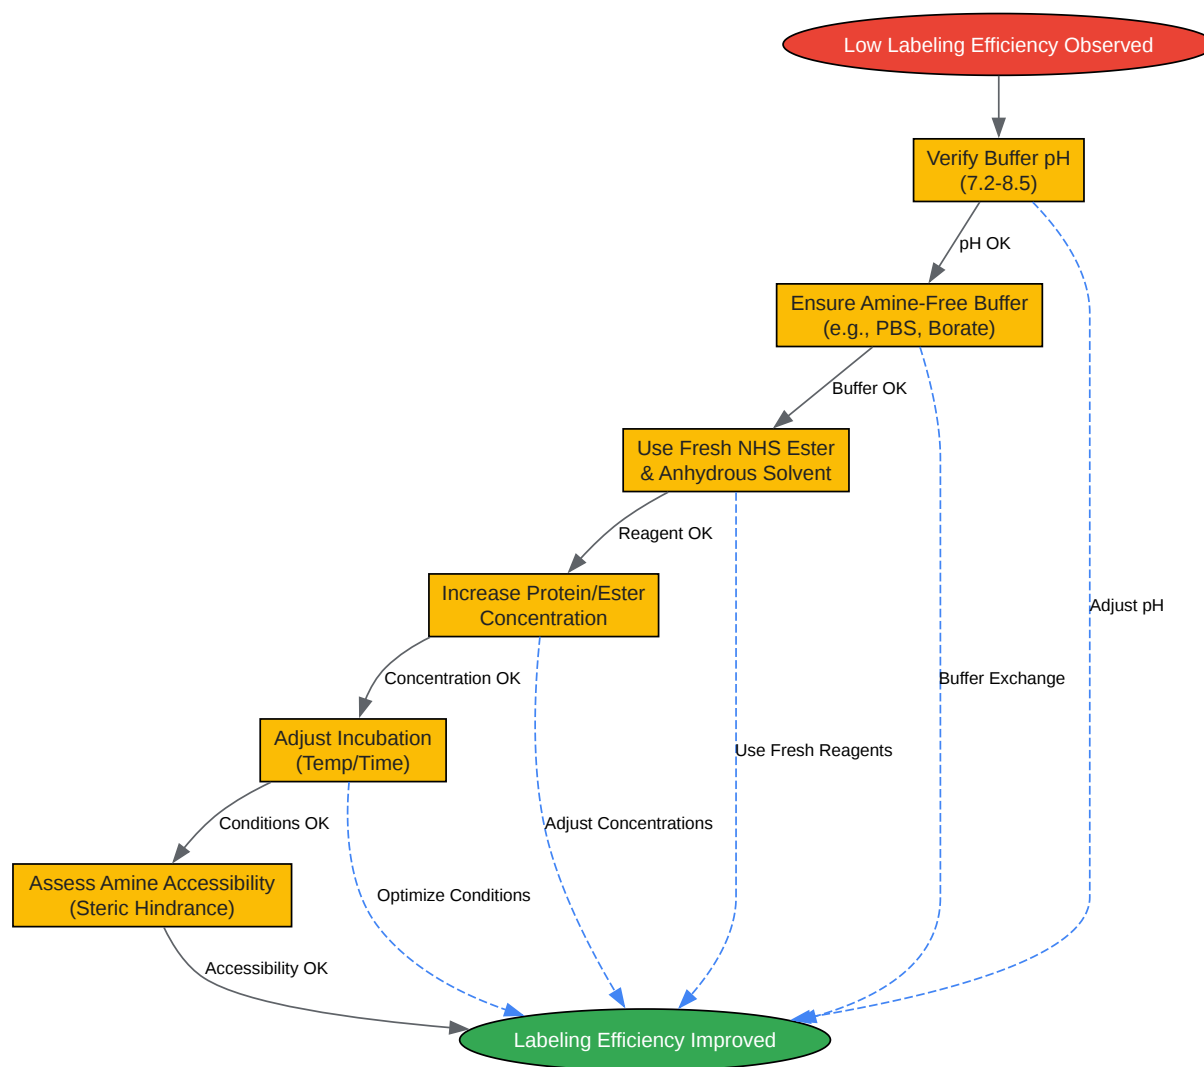 Low Labeling Efficiency Observed
Verify Buffer pH
(7.2-8.5)
pH OK
Ensure Amine-Free Buffer
(e.g., PBS, Borate)
Buffer OK
Use Fresh NHS Ester
& Anhydrous Solvent
Reagent OK
Increase Protein/Ester
Concentration
Adjust pH
Concentration OK
Buffer Exchange
Adjust Incubation
(Temp/Time)
Use Fresh Reagents
Conditions OK
Adjust Concentrations
Assess Amine Accessibility
(Steric Hindrance)
Optimize Conditions
Accessibility OK
Labeling Efficiency Improved